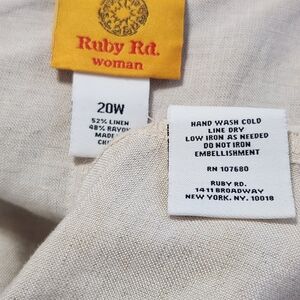 Ruby Rd.
woman
20W
52% LINEN
48% RAYON
MADE
HAND WASH COLD
LINE DRY
LOW IRON AS NEEDED
DO NOT IRON
EMBELLISHMENT
RN 107680
RUBY RD.
1411 BROADWAY
NEW YORK, NY. 10018